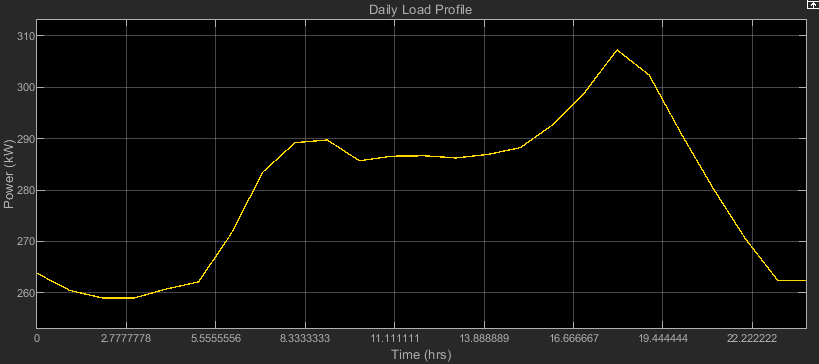 Daily Load Profile
310
300
290
280
270
260
Power (kW)
0 2.7777778 5.5555556 8.3333333 11.111111 13.888889 16.666667 19.444444 22.222222
Time (hrs)